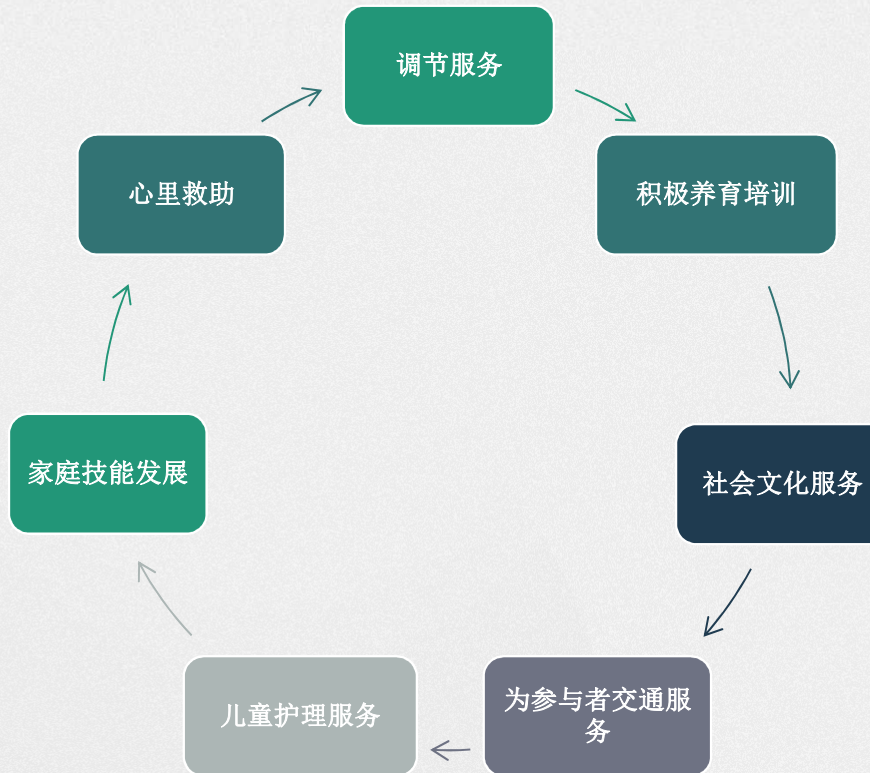 调节服务
积极养育培训
社会文化服务
为参与者交通服
务
儿童护理服务
家庭技能发展
心里救助